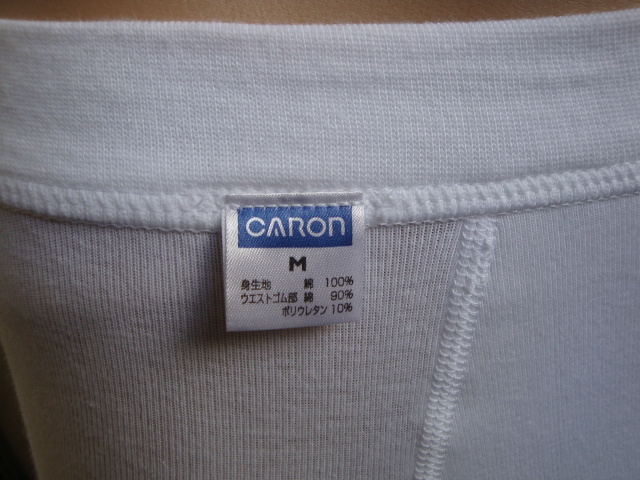 CARON
M
身生地 綿 100%
ウエストゴム部 綿 90%
ポリウレタン 10%